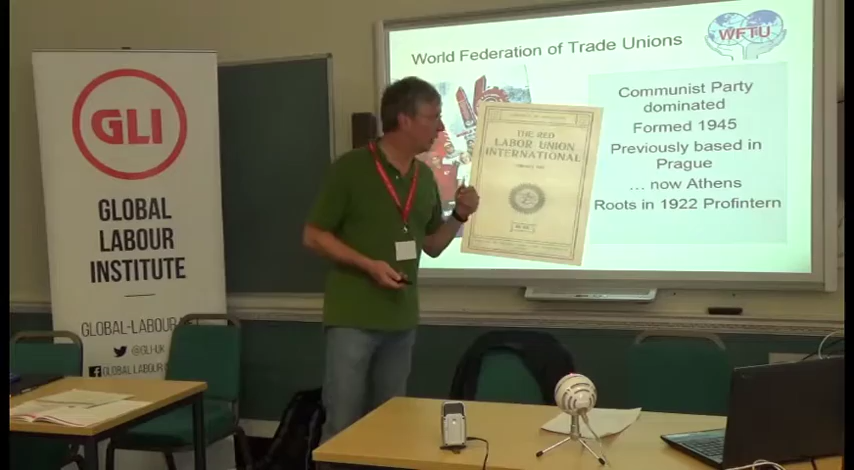 GLI
GLOBAL
LABOUR
INSTITUTE
GLOBAL-LABOUR
World Federation of Trade Unions
WFTU
THE RED
LABOR UNION
INTERNATIONAL
Communist Party
dominated
Formed 1945
Previously based in
Prague
... now Athens
Roots in 1922 Profintern